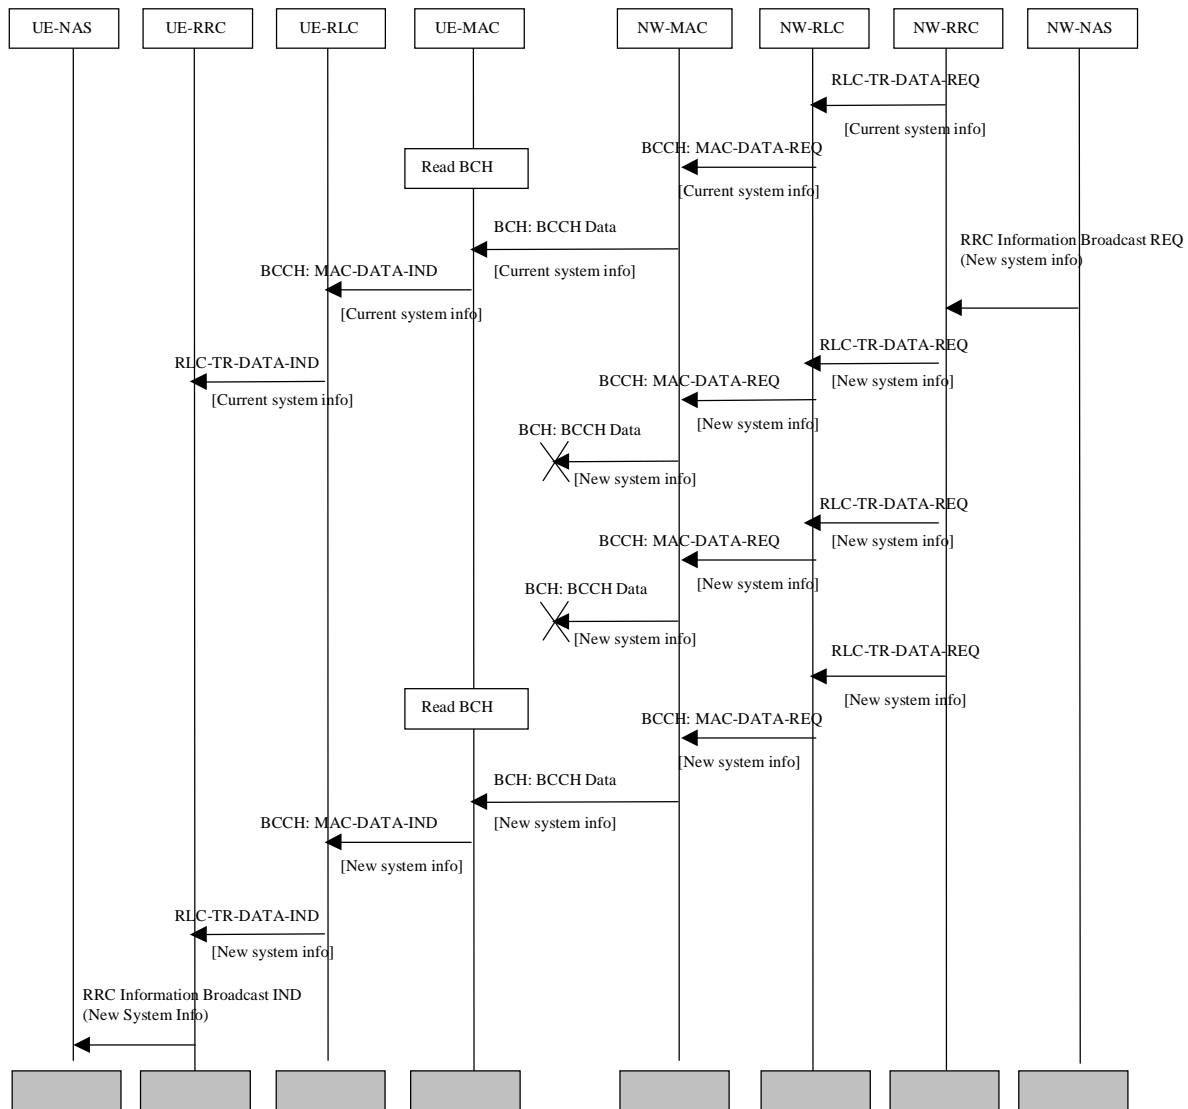 UE-NAS
UE-RRC
UE-RLC
UE-MAC
NW-MAC
NW-RLC
NW-RRC
NW-NAS
RLC-TR-DATA-REQ
[Current system info]
BCCH: MAC-DATA-REQ
Read BCH
[Current system info]
BCH: BCCH Data
RRC Information Broadcast REQ
(New system info)
BCCH: MAC-DATA-IND
[Current system info]
[Current system info]
RLC-TR-DATA-REQ
RLC-TR-DATA-IND
[New system info]
BCCH: MAC-DATA-REQ
[Current system info]
[New system info]
BCH: BCCH Data
[New system info]
RLC-TR-DATA-REQ
[New system info]
BCCH: MAC-DATA-REQ
[New system info]
BCH: BCCH Data
[New system info]
RLC-TR-DATA-REQ
[New system info]
Read BCH
BCCH: MAC-DATA-REQ
[New system info]
BCH: BCCH Data
[New system info]
BCCH: MAC-DATA-IND
[New system info]
RLC-TR-DATA-IND
[New system info]
RRC Information Broadcast IND
(New System Info)